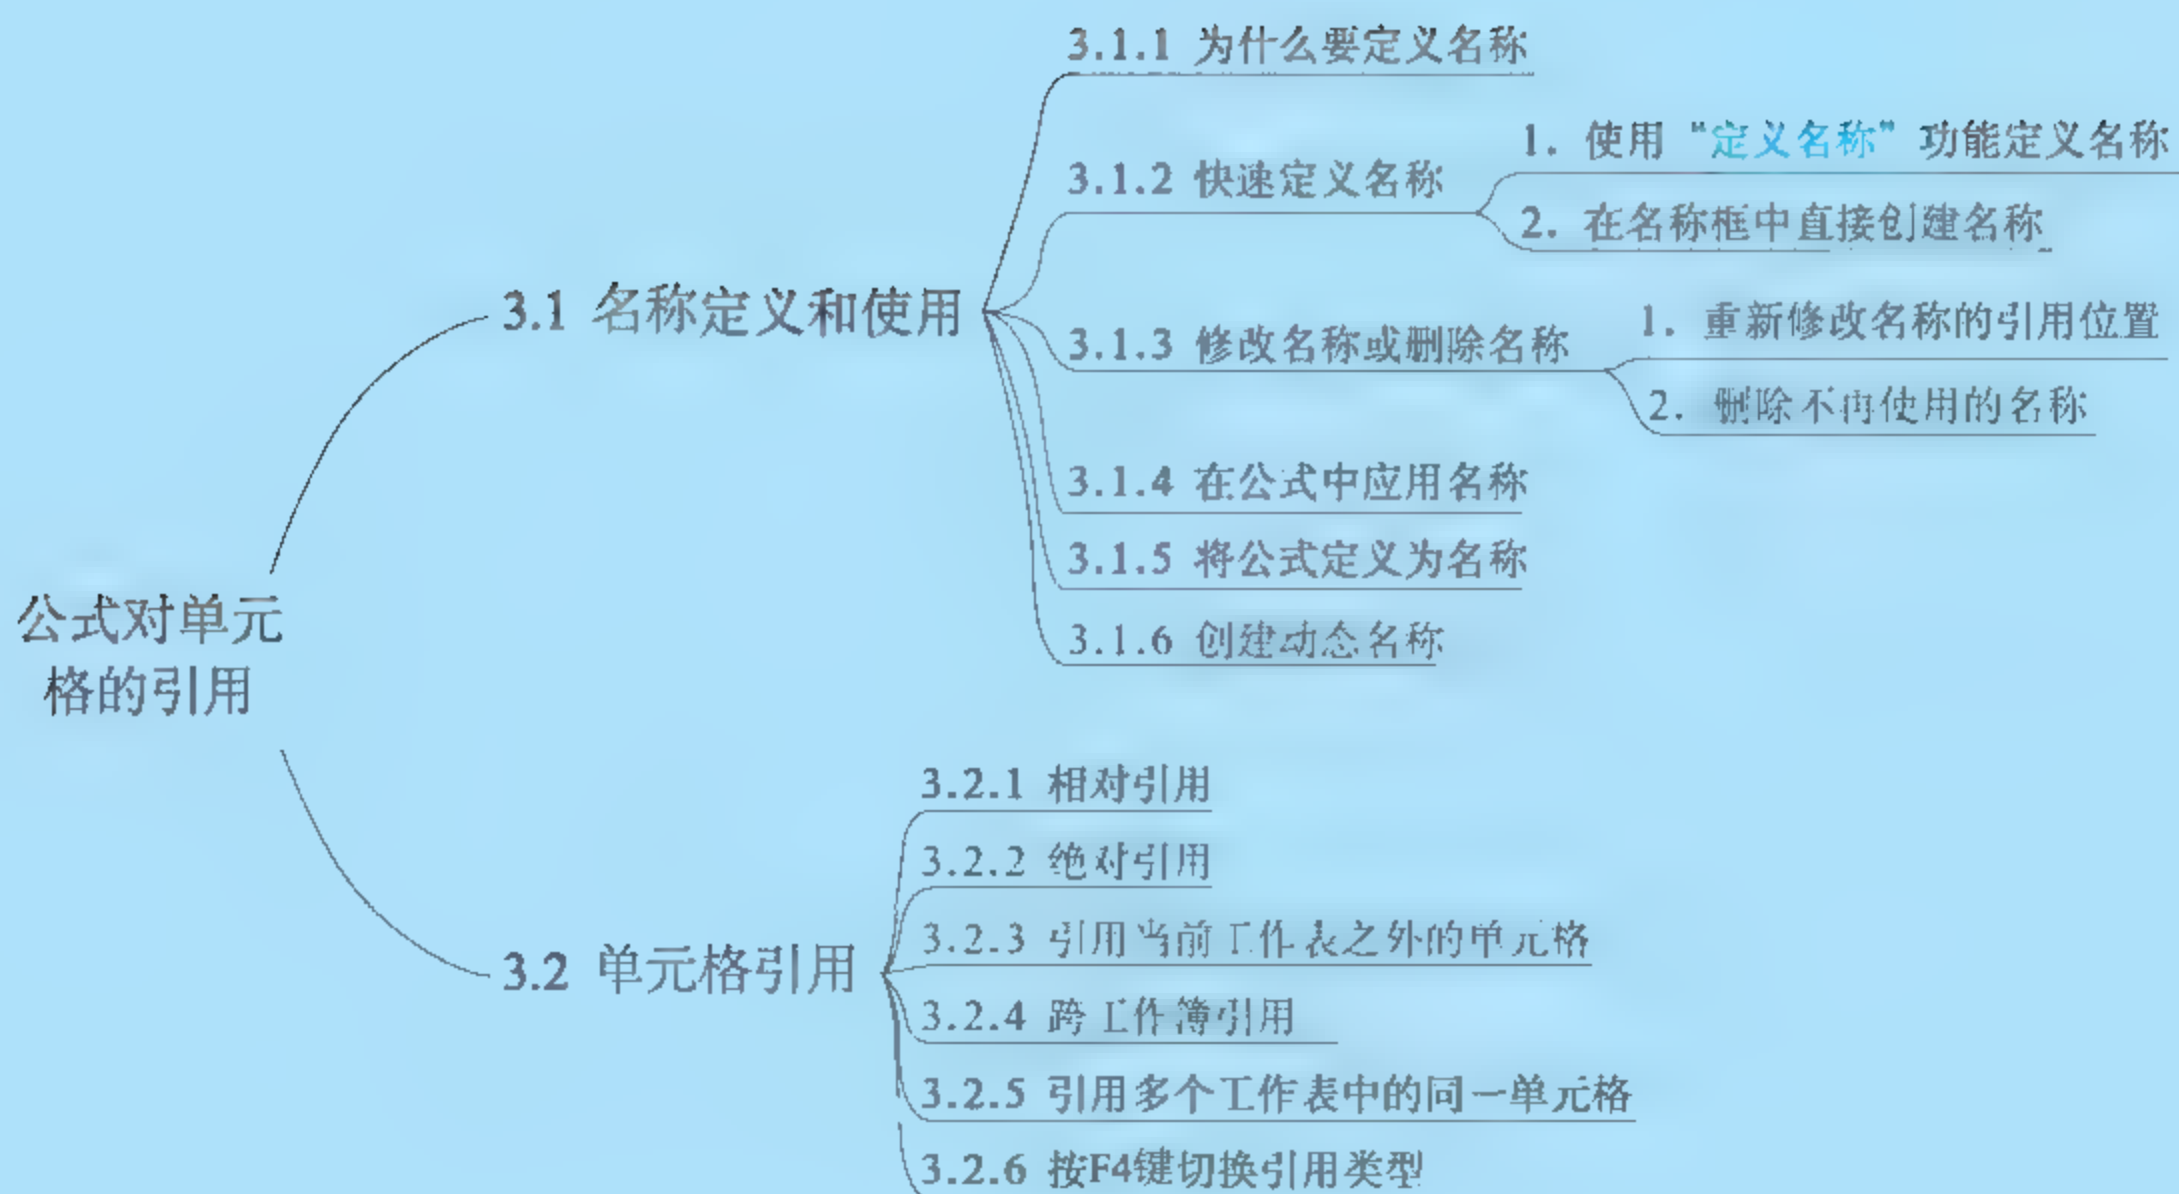 公式对单元
格的引用
3.1 名称定义和使用
3.1.1 为什么要定义名称
3.1.2 快速定义名称
1. 使用“定义名称”功能定义名称
2. 在名称框中直接创建名称
3.1.3 修改名称或删除名称
1. 重新修改名称的引用位置
2. 删除不再使用的名称
3.1.4 在公式中应用名称
3.1.5 将公式定义为名称
3.1.6 创建动态名称
3.2 单元格引用
3.2.1 相对引用
3.2.2 绝对引用
3.2.3 引用当前工作表之外的单元格
3.2.4 跨工作簿引用
3.2.5 引用多个工作表中的同一单元格
3.2.6 按F4键切换引用类型